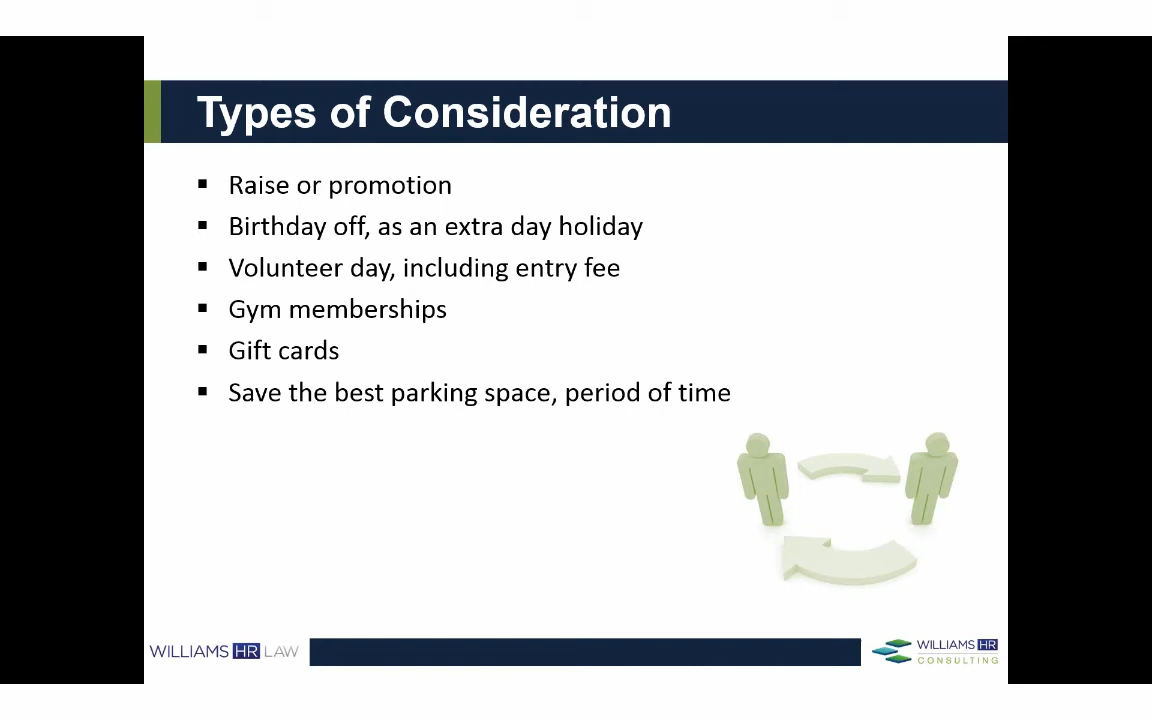 Types of Consideration
▪ Raise or promotion
▪ Birthday off, as an extra day holiday
▪ Volunteer day, including entry fee
▪ Gym memberships
▪ Gift cards
▪ Save the best parking space, period of time
WILLIAMS HR LAW
WILLIAMS HR
CONSULTING